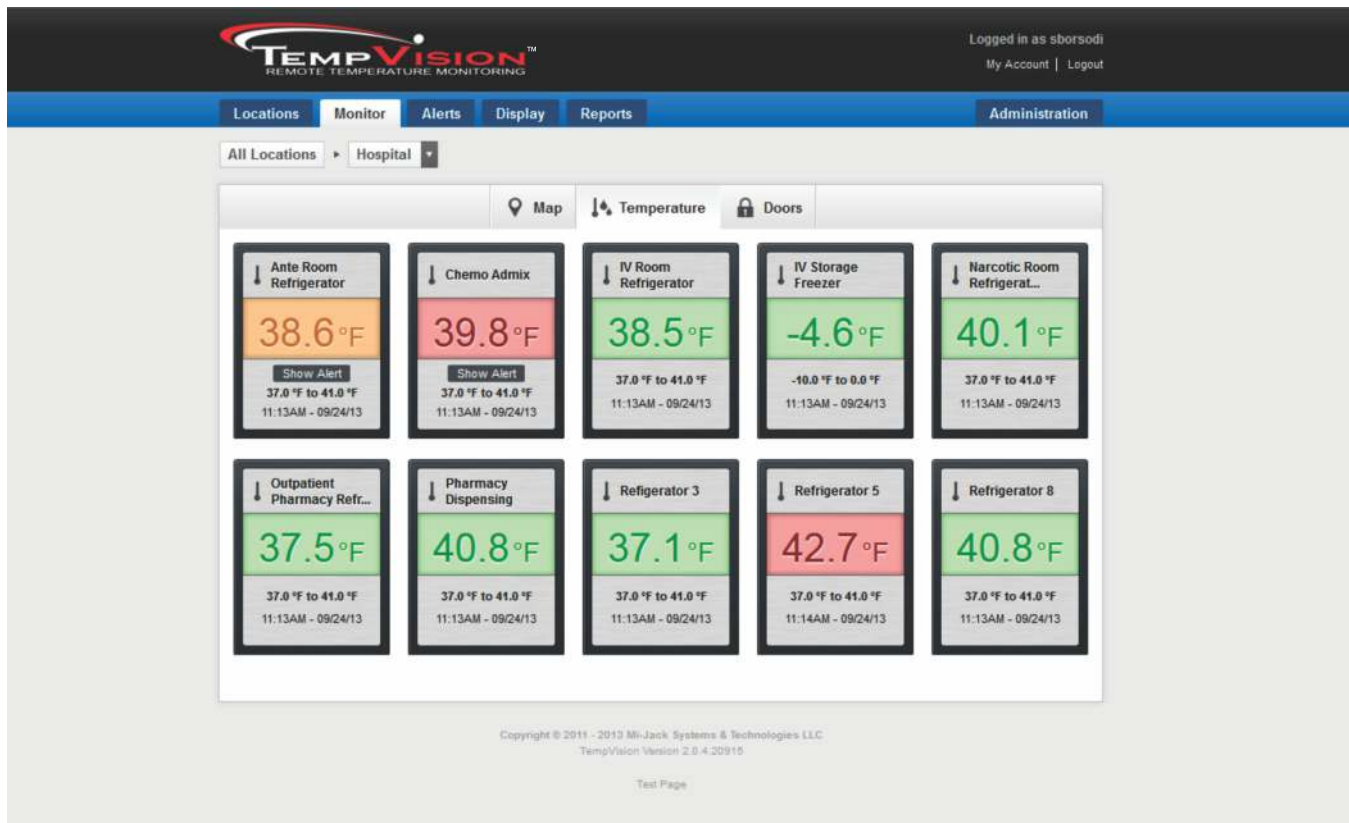 TEMPVISION™
REMOTE TEMPERATURE MONITORING
Logged in as sborsodi
My Account | Logout
Locations Monitor Alerts Display Reports Administration
All Locations ▸ Hospital
Map Temperature Doors
Ante Room
Refrigerator
38.6°F
Show Alert
37.0 °F to 41.0 °F
11:13AM - 09/24/13
Chemo Admix
39.8°F
Show Alert
37.0 °F to 41.0 °F
11:13AM - 09/24/13
IV Room
Refrigerator
38.5°F
37.0 °F to 41.0 °F
11:13AM - 09/24/13
IV Storage
Freezer
-4.6°F
-10.0 °F to 0.0 °F
11:13AM - 09/24/13
Narcotic Room
Refrigerat...
40.1°F
37.0 °F to 41.0 °F
11:13AM - 09/24/13
Outpatient
Pharmacy Refr...
37.5°F
37.0 °F to 41.0 °F
11:13AM - 09/24/13
Pharmacy
Dispensing
40.8°F
37.0 °F to 41.0 °F
11:13AM - 09/24/13
Refigerator 3
37.1°F
37.0 °F to 41.0 °F
11:13AM - 09/24/13
Refrigerator 5
42.7°F
37.0 °F to 41.0 °F
11:14AM - 09/24/13
Refrigerator 8
40.8°F
37.0 °F to 41.0 °F
11:13AM - 09/24/13
Copyright © 2011 - 2013 Mi-Jack Systems & Technologies LLC
TempVision Version 2.0.4.20915
Test Page